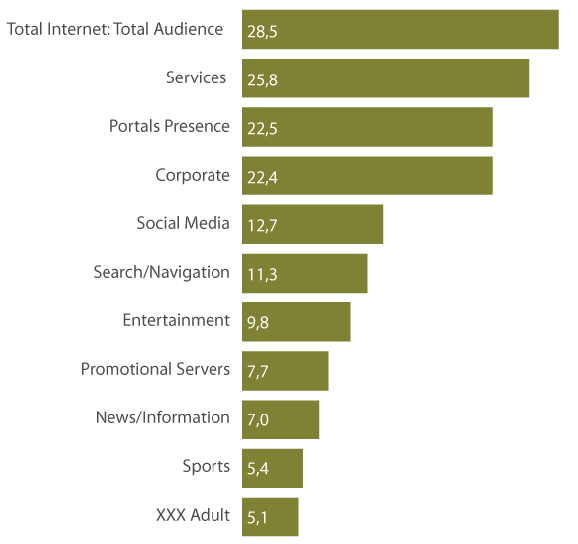 Total Internet: Total Audience 28,5
Services 25,8
Portals Presence 22,5
Corporate 22,4
Social Media 12,7
Search/Navigation 11,3
Entertainment 9,8
Promotional Servers 7,7
News/Information 7,0
Sports 5,4
XXX Adult 5,1